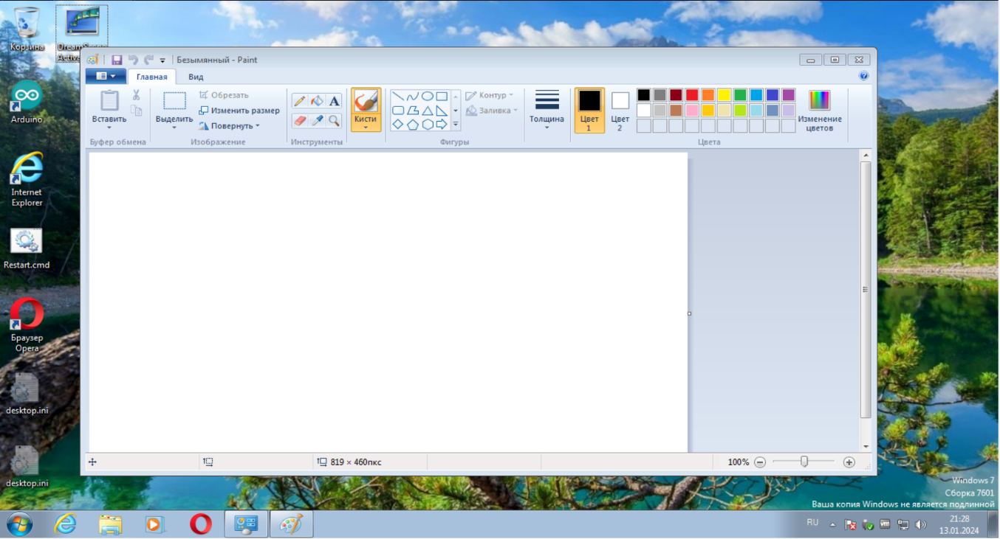 Корзина
Безымянный - Paint
Главная
Вид
Обрезать
Контур
Вставить
Выделить
Изменить размер
A
Кисти
Заливка
Толщина
Цвет
1
Цвет
2
Изменение
цветов
Повернуть
Буфер обмена
Изображение
Инструменты
Фигуры
Цвета
Arduino
Internet
Explorer
Restart.cmd
Браузер
Opera
desktop.ini
desktop.ini
819 × 460пкс
100%
Windows 7
Сборка 7601
Ваша копия Windows не является подлинной
RU
21:28
13.01.2024